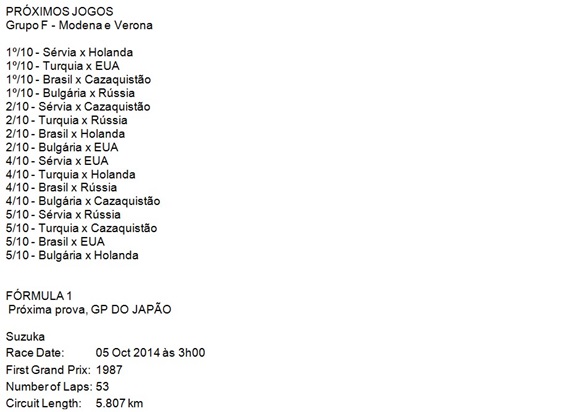 PRÓXIMOS JOGOS
Grupo F - Modena e Verona
1º/10 - Sérvia x Holanda
1º/10 - Turquia x EUA
1º/10 - Brasil x Cazaquistão
1º/10 - Bulgária x Rússia
2/10 - Sérvia x Cazaquistão
2/10 - Turquia x Rússia
2/10 - Brasil x Holanda
2/10 - Bulgária x EUA
4/10 - Sérvia x EUA
4/10 - Turquia x Holanda
4/10 - Brasil x Rússia
4/10 - Bulgária x Cazaquistão
5/10 - Sérvia x Rússia
5/10 - Turquia x Cazaquistão
5/10 - Brasil x EUA
5/10 - Bulgária x Holanda
FÓRMULA 1
Próxima prova, GP DO JAPÃO
Suzuka
Race Date: 05 Oct 2014 às 3h00
First Grand Prix: 1987
Number of Laps: 53
Circuit Length: 5.807 km